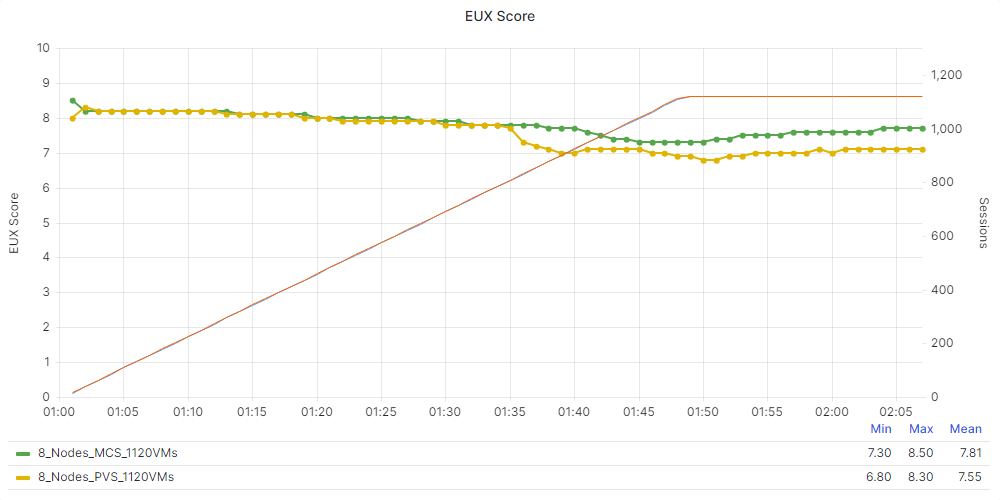 EUX Score
10
9
8
7
6
5
4
3
2
1
0
EUX Score
1,200
1,000
800
600
400
200
0
Sessions
01:00 01:05 01:10 01:15 01:20 01:25 01:30 01:35 01:40 01:45 01:50 01:55 02:00 02:05
Min Max Mean
8_Nodes_MCS_1120VMs 7.30 8.50 7.81
8_Nodes_PVS_1120VMs 6.80 8.30 7.55